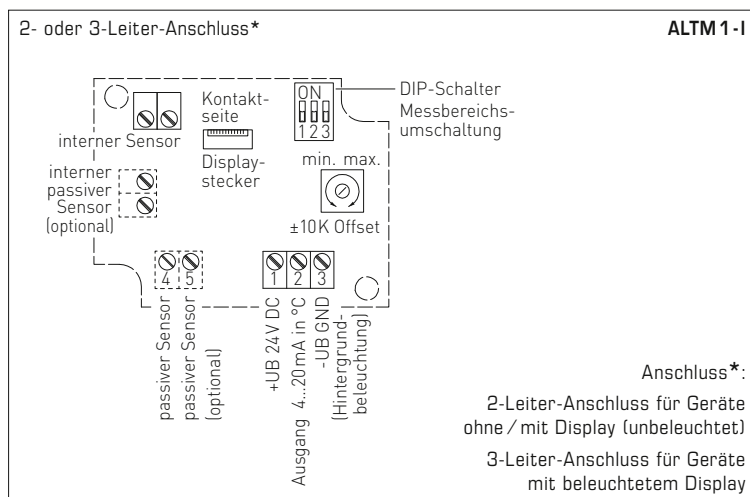 2- oder 3-Leiter-Anschluss*
ALTM 1 - I
ON
1 2 3
DIP-Schalter
Messbereichs-
umschaltung
Kontakt-
seite
interner Sensor
Display-
stecker
min. max.
±10K Offset
interner
passiver
Sensor
(optional)
4 5
1 2 3
passiver Sensor
passiver Sensor
(optional)
+UB 24V DC
Ausgang 4...20mA in °C
-UB GND
(Hintergrund-
beleuchtung)
Anschluss*:
2-Leiter-Anschluss für Geräte
ohne / mit Display (unbeleuchtet)
3-Leiter-Anschluss für Geräte
mit beleuchtetem Display